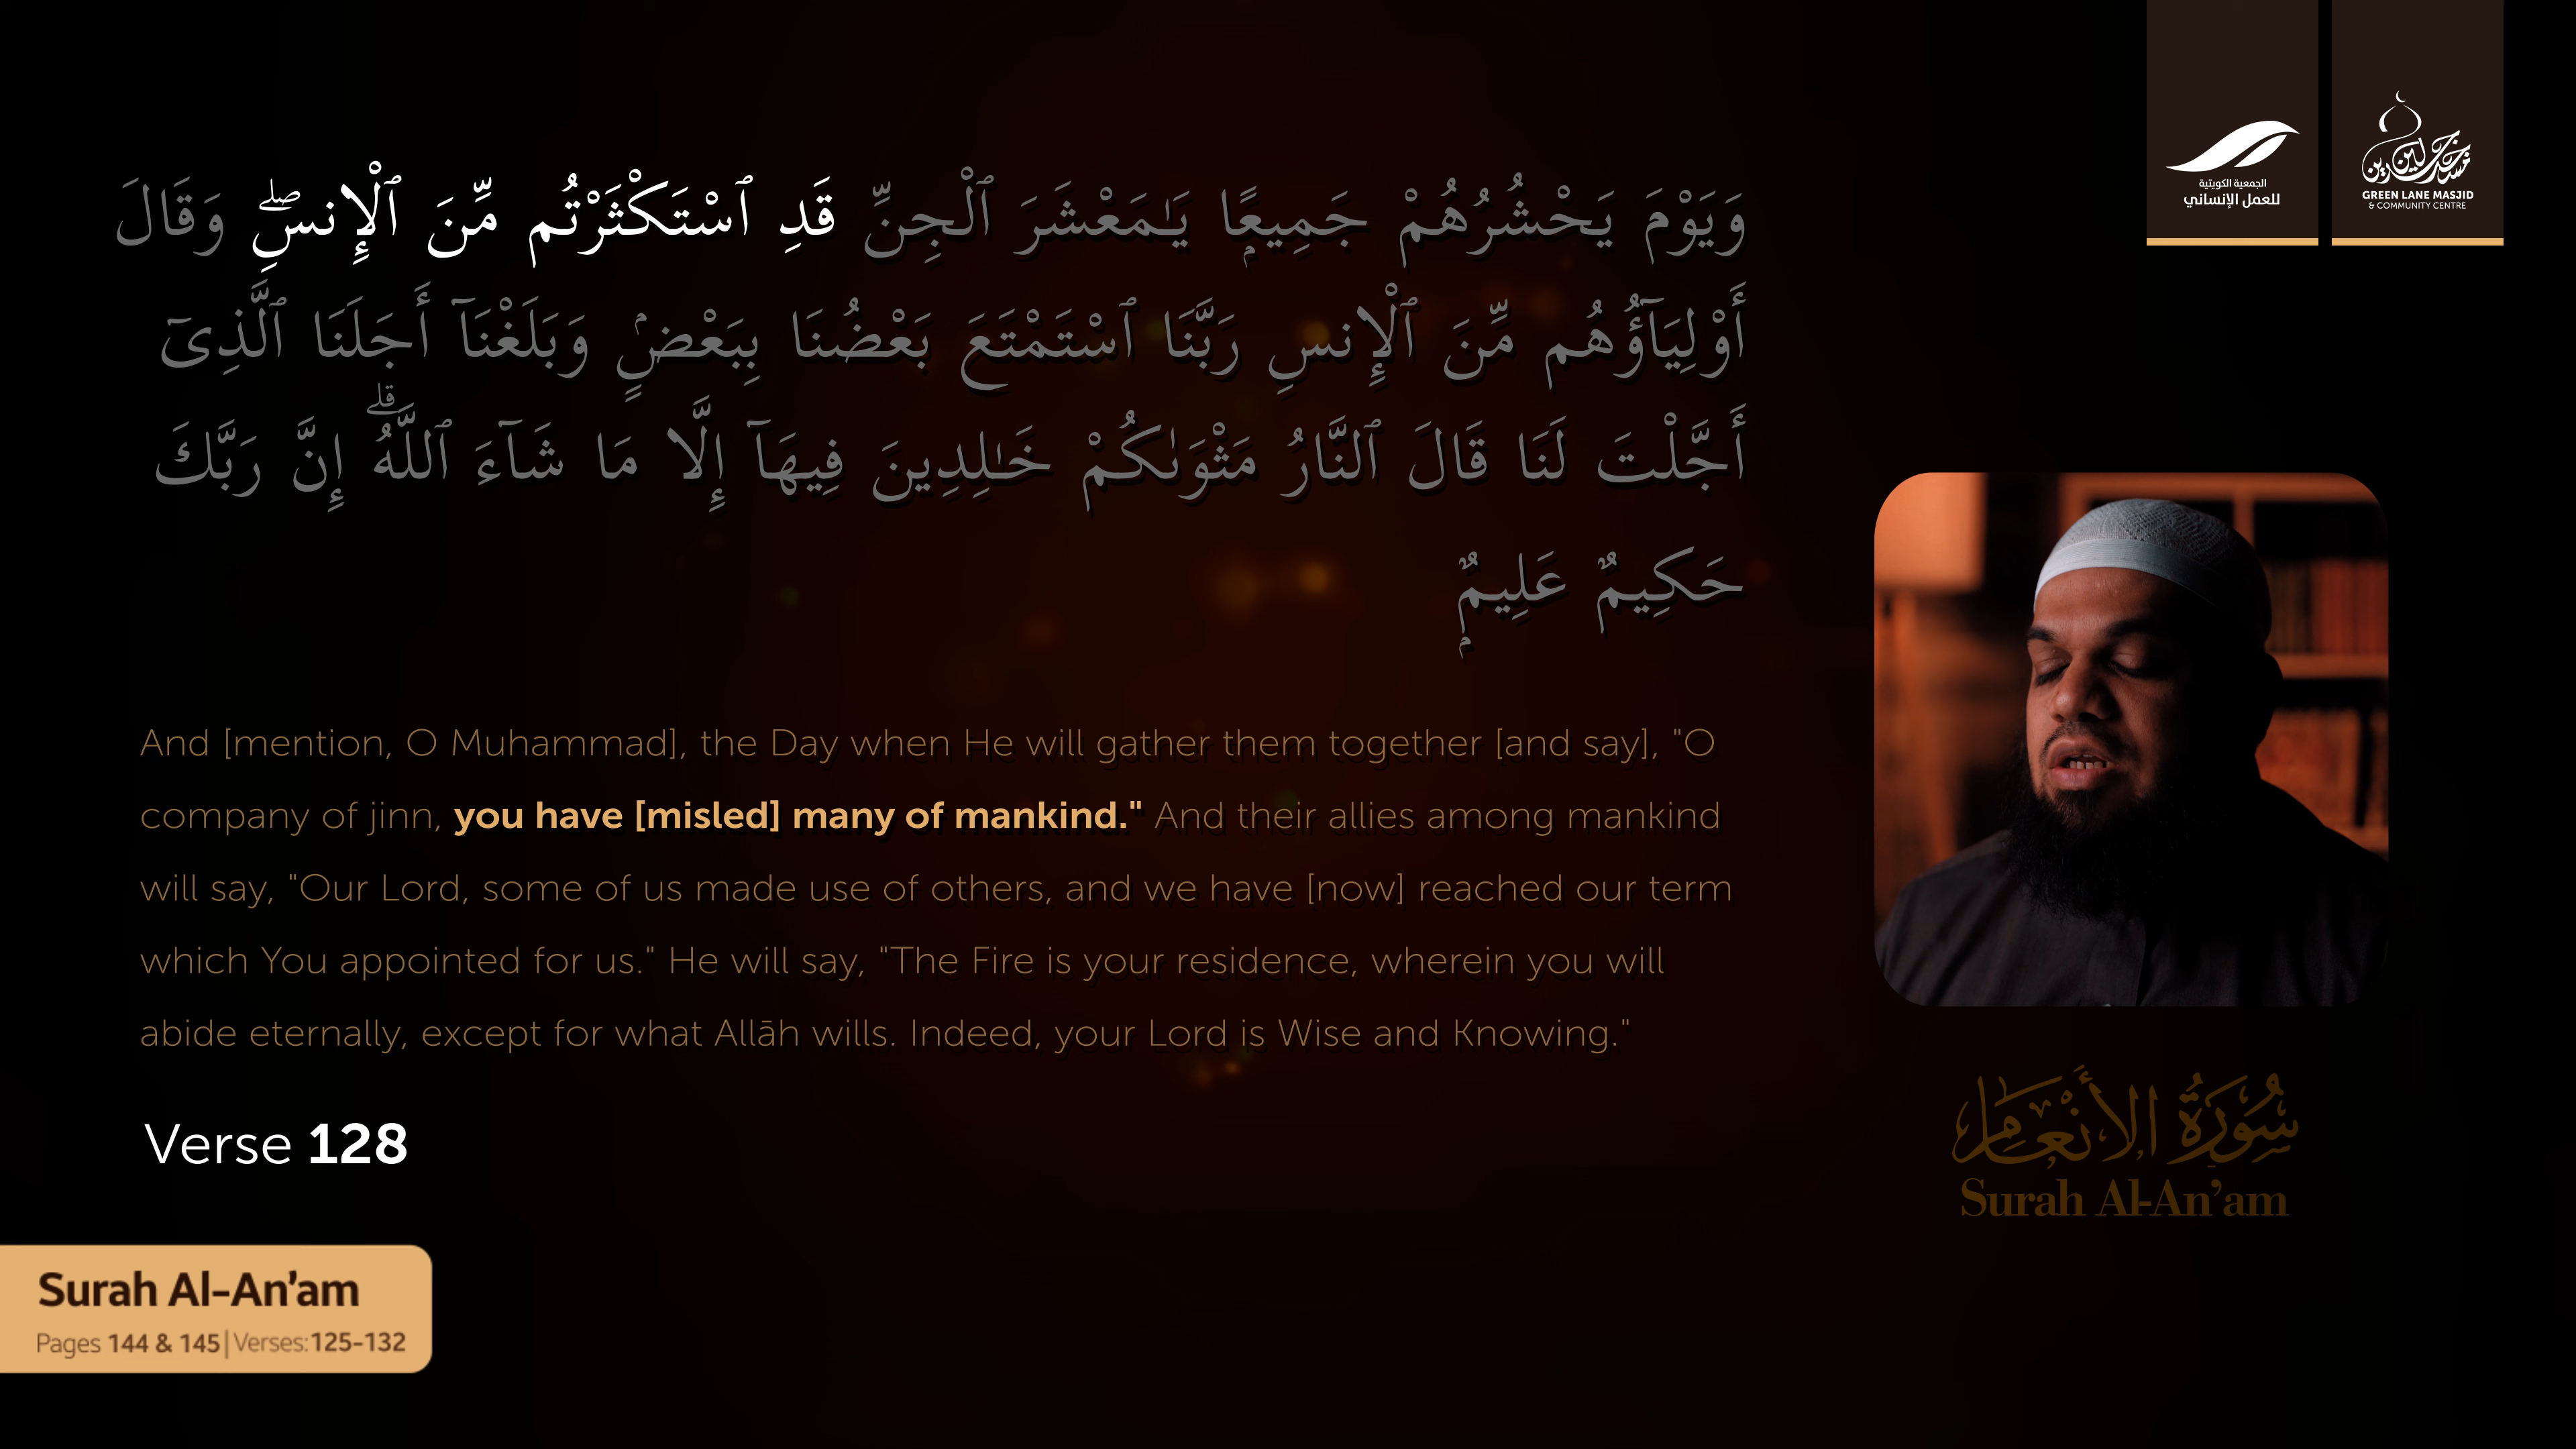 وَيَوْمَ يَحْشُرُهُمْ جَمِيعًۭا يَـٰمَعْشَرَ ٱلْجِنِّ قَدِ ٱسْتَكْثَرْتُم مِّنَ ٱلْإِنسِ ۖ وَقَالَ
أَوْلِيَآؤُهُم مِّنَ ٱلْإِنسِ رَبَّنَا ٱسْتَمْتَعَ بَعْضُنَا بِبَعْضٍۢ وَبَلَغْنَآ أَجَلَنَا ٱلَّذِىٓ
أَجَّلْتَ لَنَا قَالَ ٱلنَّارُ مَثْوَىٰكُمْ خَـٰلِدِينَ فِيهَآ إِلَّا مَا شَآءَ ٱللَّهُ ۗ إِنَّ رَبَّكَ
حَكِيمٌ عَلِيمٌۭ
And [mention, O Muhammad], the Day when He will gather them together [and say], "O
company of jinn, you have [misled] many of mankind." And their allies among mankind
will say, "Our Lord, some of us made use of others, and we have [now] reached our term
which You appointed for us." He will say, "The Fire is your residence, wherein you will
abide eternally, except for what Allāh wills. Indeed, your Lord is Wise and Knowing."
Verse 128
Surah Al-An’am
Pages 144 & 145 | Verses: 125-132
الجمعية الكويتية
للعمل الإنساني
مسجد جرين لين
GREEN LANE MASJID
& COMMUNITY CENTRE
سُورَةُ الأَنْعَام
Surah Al-An’am